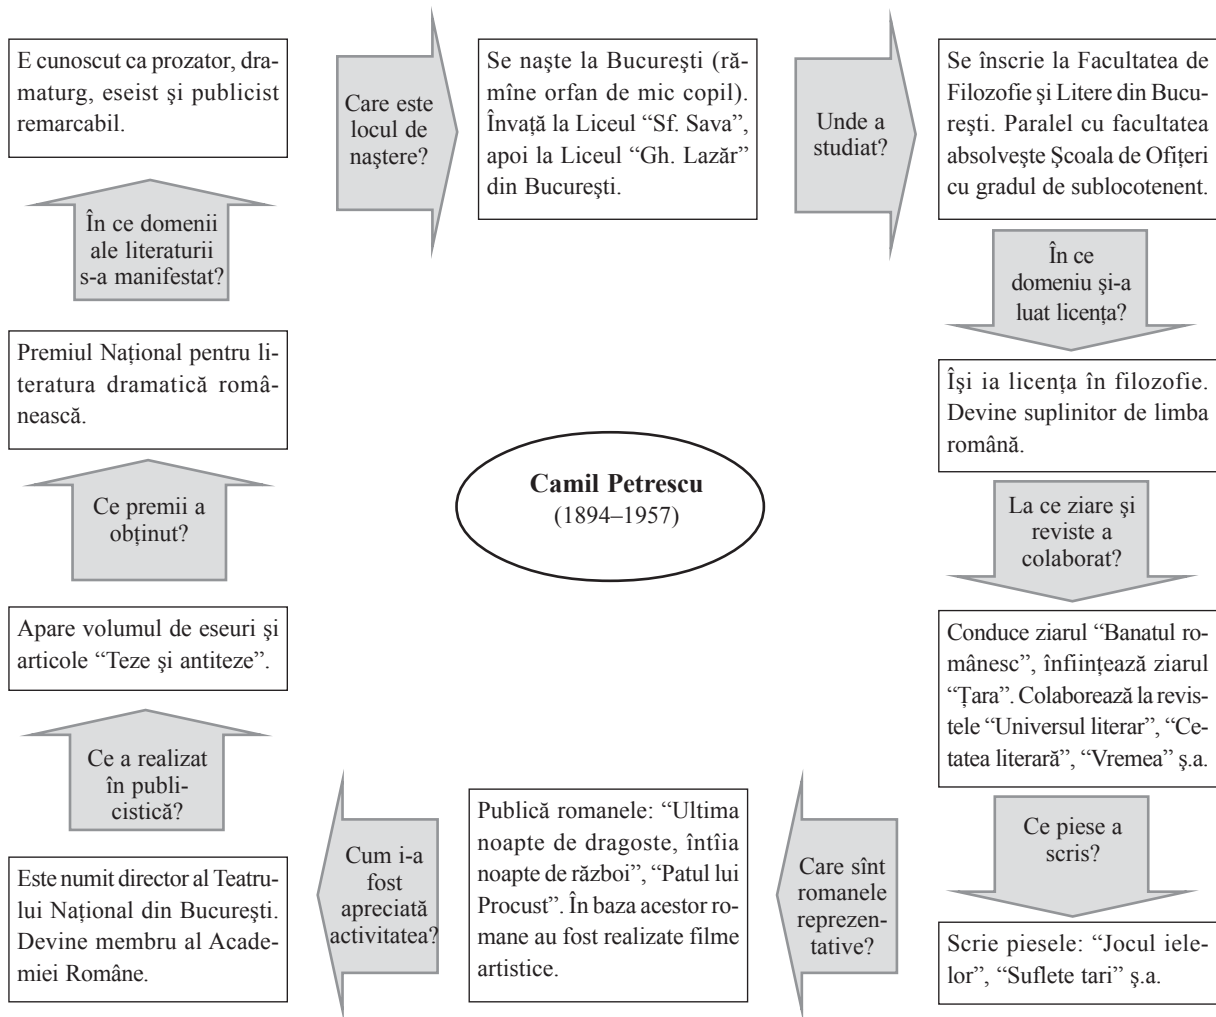 E cunoscut ca prozator, dra-
maturg, eseist şi publicist
remarcabil.
Care este
locul de
naştere?
Se naşte la Bucureşti (ră-
mîne orfan de mic copil).
Învaţă la Liceul “Sf. Sava”,
apoi la Liceul “Gh. Lazăr”
din Bucureşti.
Unde a
studiat?
Se înscrie la Facultatea de
Filozofie şi Litere din Bucu-
reşti. Paralel cu facultatea
absolveşte Şcoala de Ofiţeri
cu gradul de sublocotenent.
În ce
domeniu şi-a
luat licenţa?
Îşi ia licenţa în filozofie.
Devine suplinitor de limba
română.
La ce ziare şi
reviste a
colaborat?
Conduce ziarul “Banatul ro-
mânesc”, înfiinţează ziarul
“Ţara”. Colaborează la revis-
tele “Universul literar”, “Ce-
tatea literară”, “Vremea” ş.a.
Ce piese a
scris?
Scrie piesele: “Jocul iele-
lor”, “Suflete tari” ş.a.
Care sînt
romanele
reprezen-
tative?
Publică romanele: “Ultima
noapte de dragoste, întîia
noapte de război”, “Patul lui
Procust”. În baza acestor ro-
mane au fost realizate filme
artistice.
Cum i-a
fost
apreciată
activitatea?
Este numit director al Teatru-
lui Naţional din Bucureşti.
Devine membru al Acade-
miei Române.
Ce a realizat
în publi-
cistică?
Apare volumul de eseuri şi
articole “Teze şi antiteze”.
Ce premii a
obţinut?
Premiul Naţional pentru li-
teratura dramatică româ-
nească.
În ce domenii
ale literaturii
s-a manifestat?
Camil Petrescu
(1894–1957)